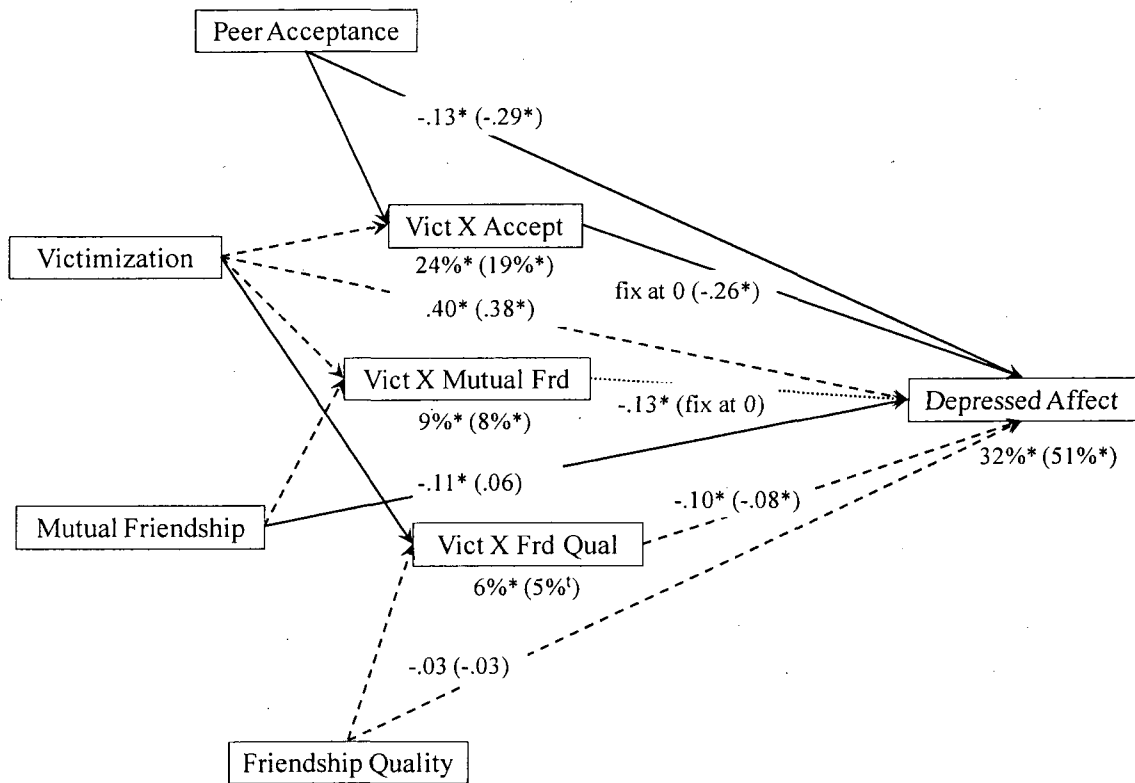 Peer Acceptance
-.13* (-.29*)
Vict X Accept
24%* (19%*)
Victimization
fix at 0 (-.26*)
.40* (.38*)
Vict X Mutual Frd
9%* (8%*)
-.13* (fix at 0)
Depressed Affect
32%* (51%*)
-.11* (.06)
-.10* (-.08*)
Mutual Friendship
Vict X Frd Qual
6%* (5%ᵗ)
-.03 (-.03)
Friendship Quality